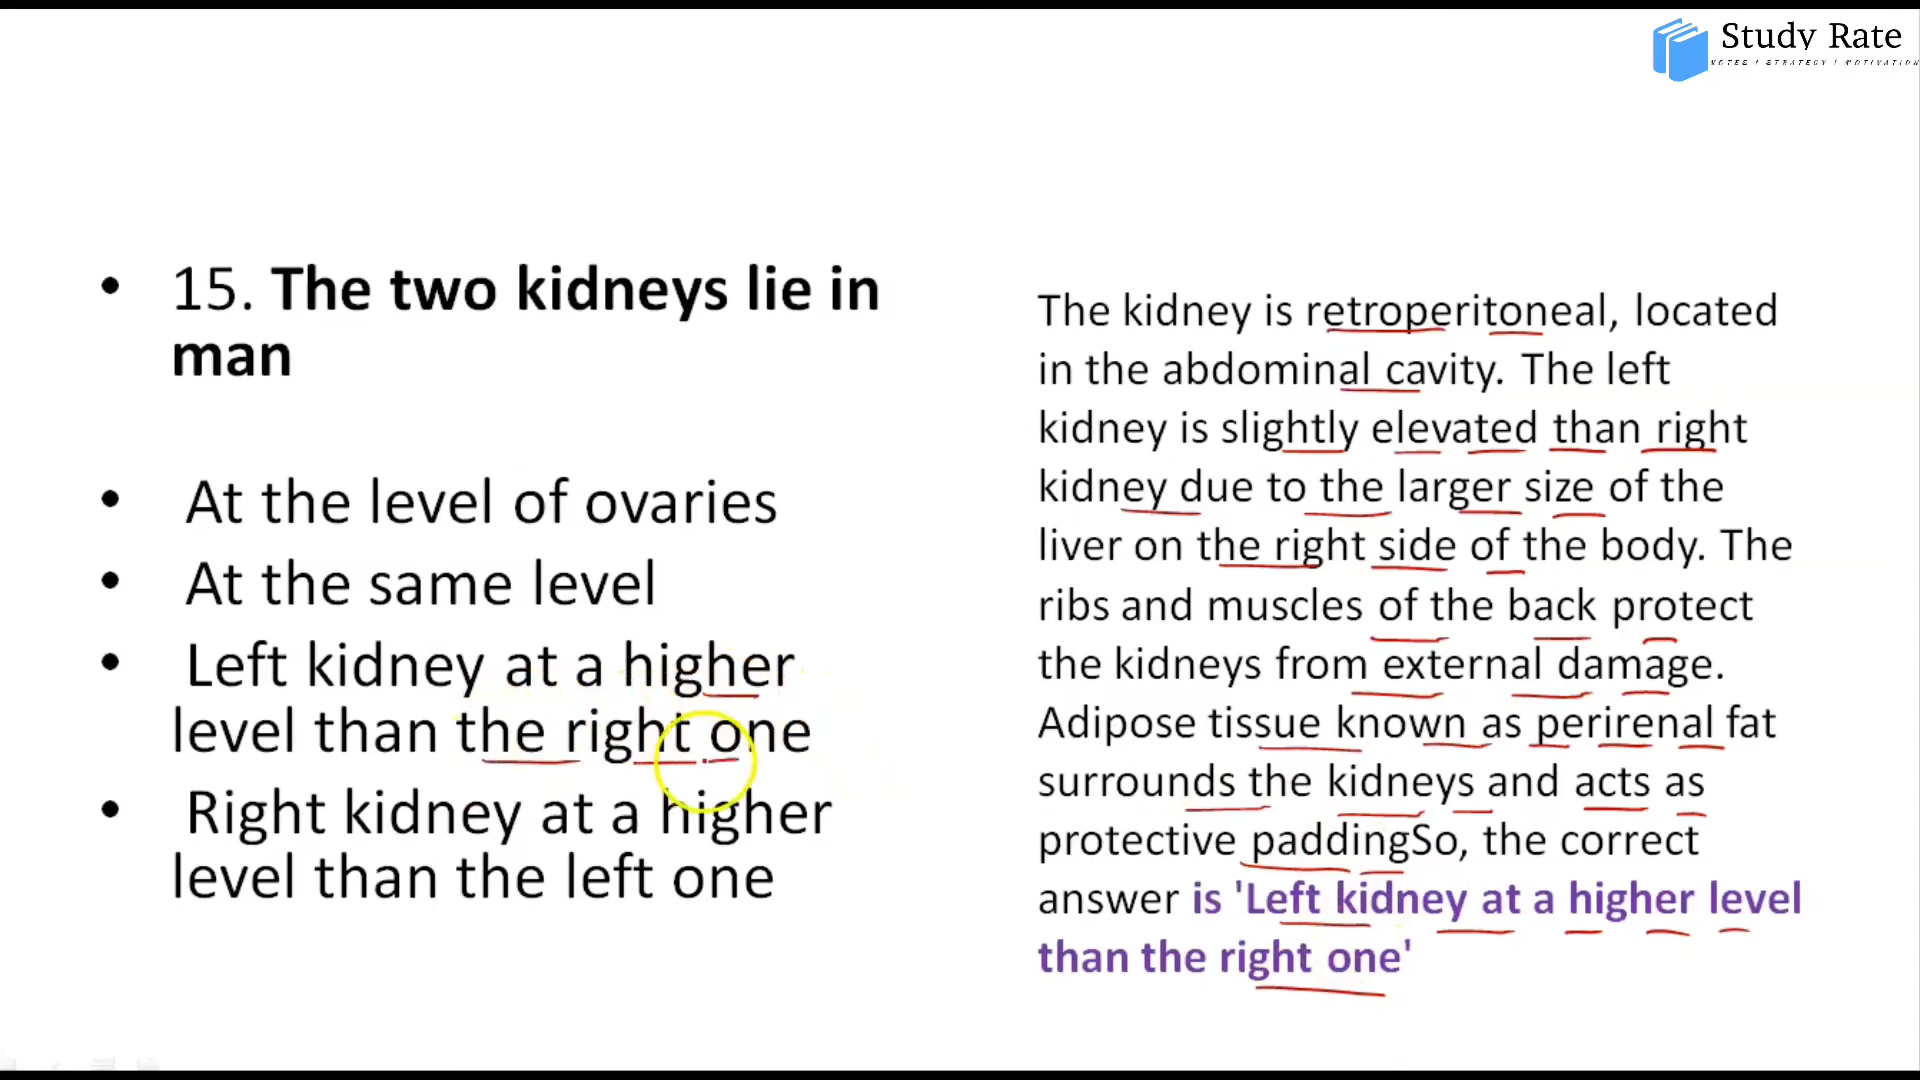 Study Rate
NOTES / STRATEGY / MOTIVATION
• 15. The two kidneys lie in
man
• At the level of ovaries
• At the same level
• Left kidney at a higher
level than the right one
• Right kidney at a higher
level than the left one
The kidney is retroperitoneal, located
in the abdominal cavity. The left
kidney is slightly elevated than right
kidney due to the larger size of the
liver on the right side of the body. The
ribs and muscles of the back protect
the kidneys from external damage.
Adipose tissue known as perirenal fat
surrounds the kidneys and acts as
protective paddingSo, the correct
answer is 'Left kidney at a higher level
than the right one'